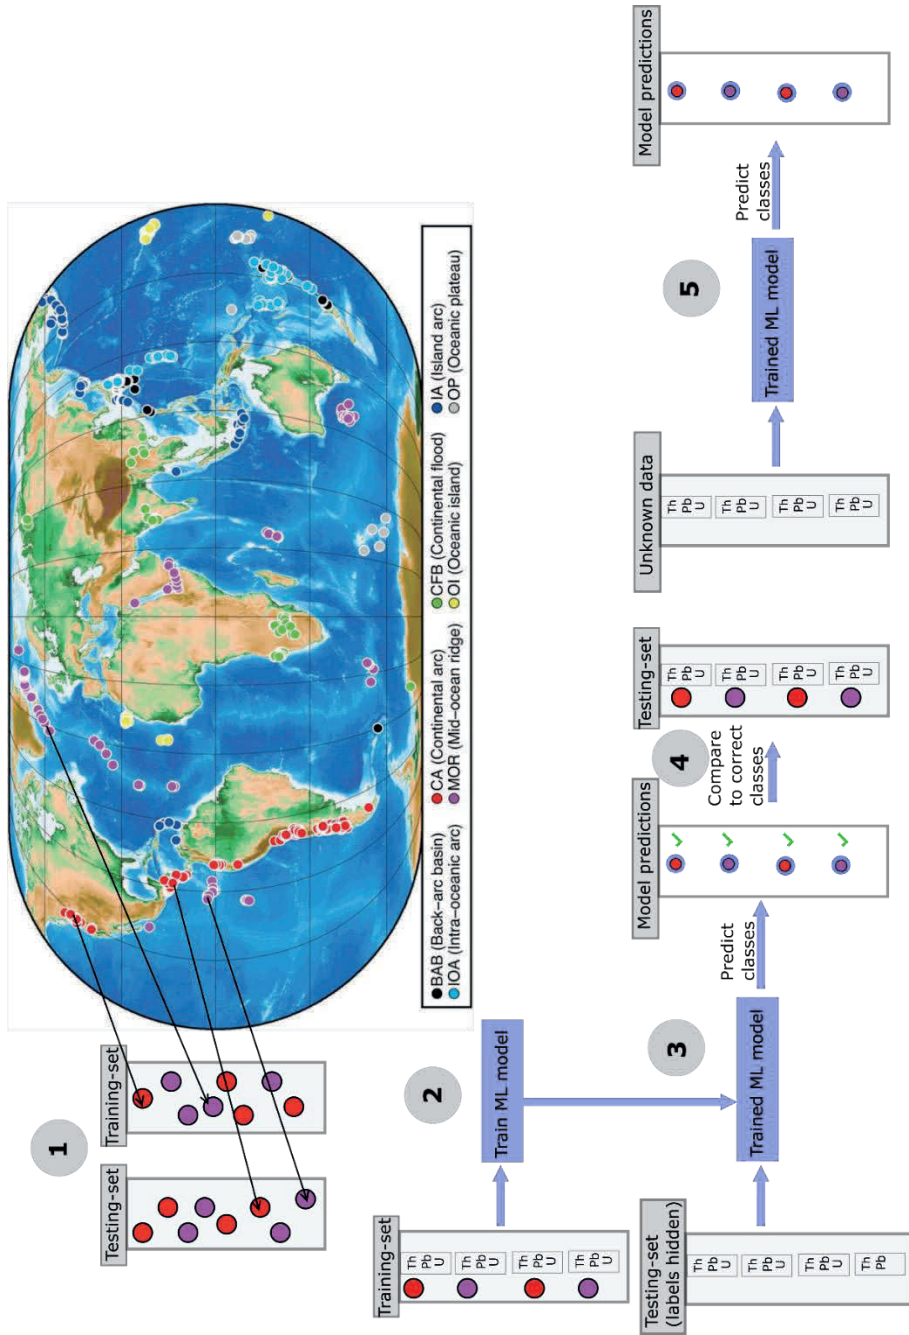 1
Testing-set
Training-set
BAB (Back-arc basin)
CA (Continental arc)
CFB (Continental flood)
IA (Island arc)
IOA (Intra-oceanic arc)
MOR (Mid-ocean ridge)
OI (Oceanic island)
OP (Oceanic plateau)
2
Training-set
Th
Pb
U
Th
Pb
U
Th
Pb
U
Th
Pb
U
Train ML model
3
Testing-set
(labels hidden)
Th
Pb
U
Th
Pb
U
Th
Pb
U
Th
Pb
Trained ML model
Predict
classes
Model predictions
4
Compare
to correct
classes
Testing-set
Th
Pb
U
Th
Pb
U
Th
Pb
U
Th
Pb
U
5
Unknown data
Th
Pb
U
Th
Pb
U
Th
Pb
U
Th
Pb
U
Trained ML model
Predict
classes
Model predictions